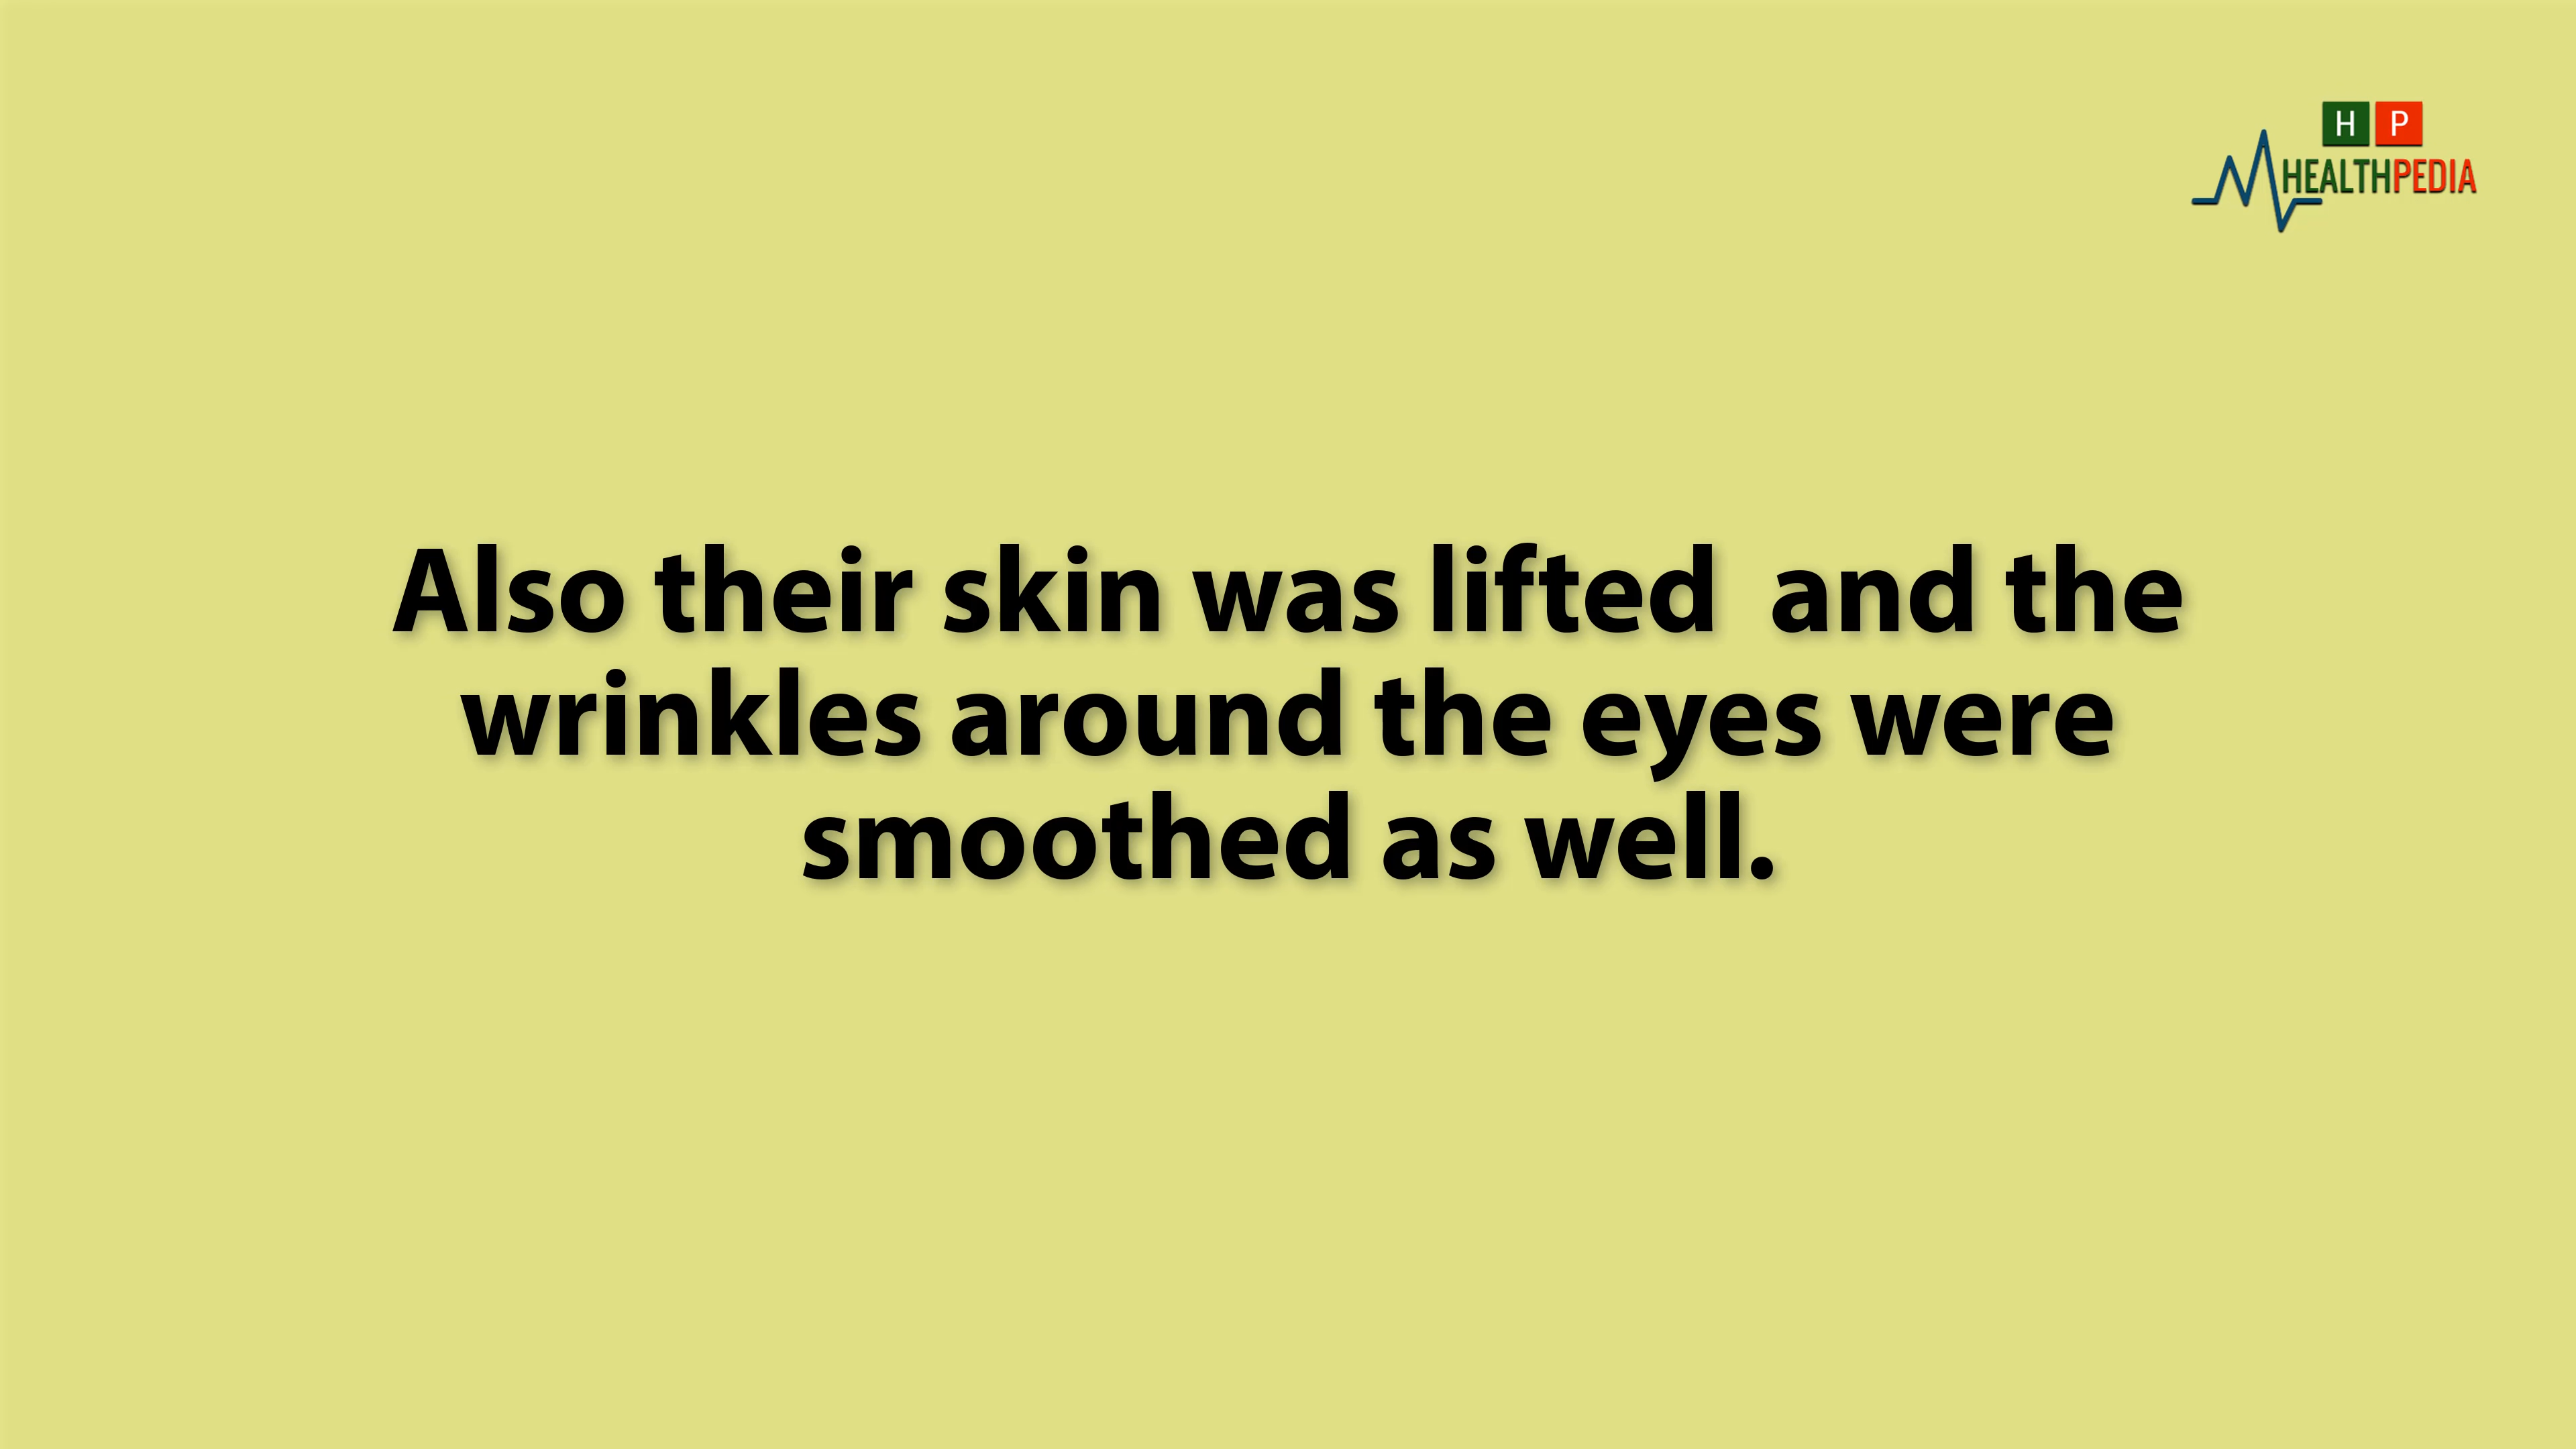 H P
HEALTHPEDIA
Also their skin was lifted  and the
wrinkles around the eyes were
smoothed as well.